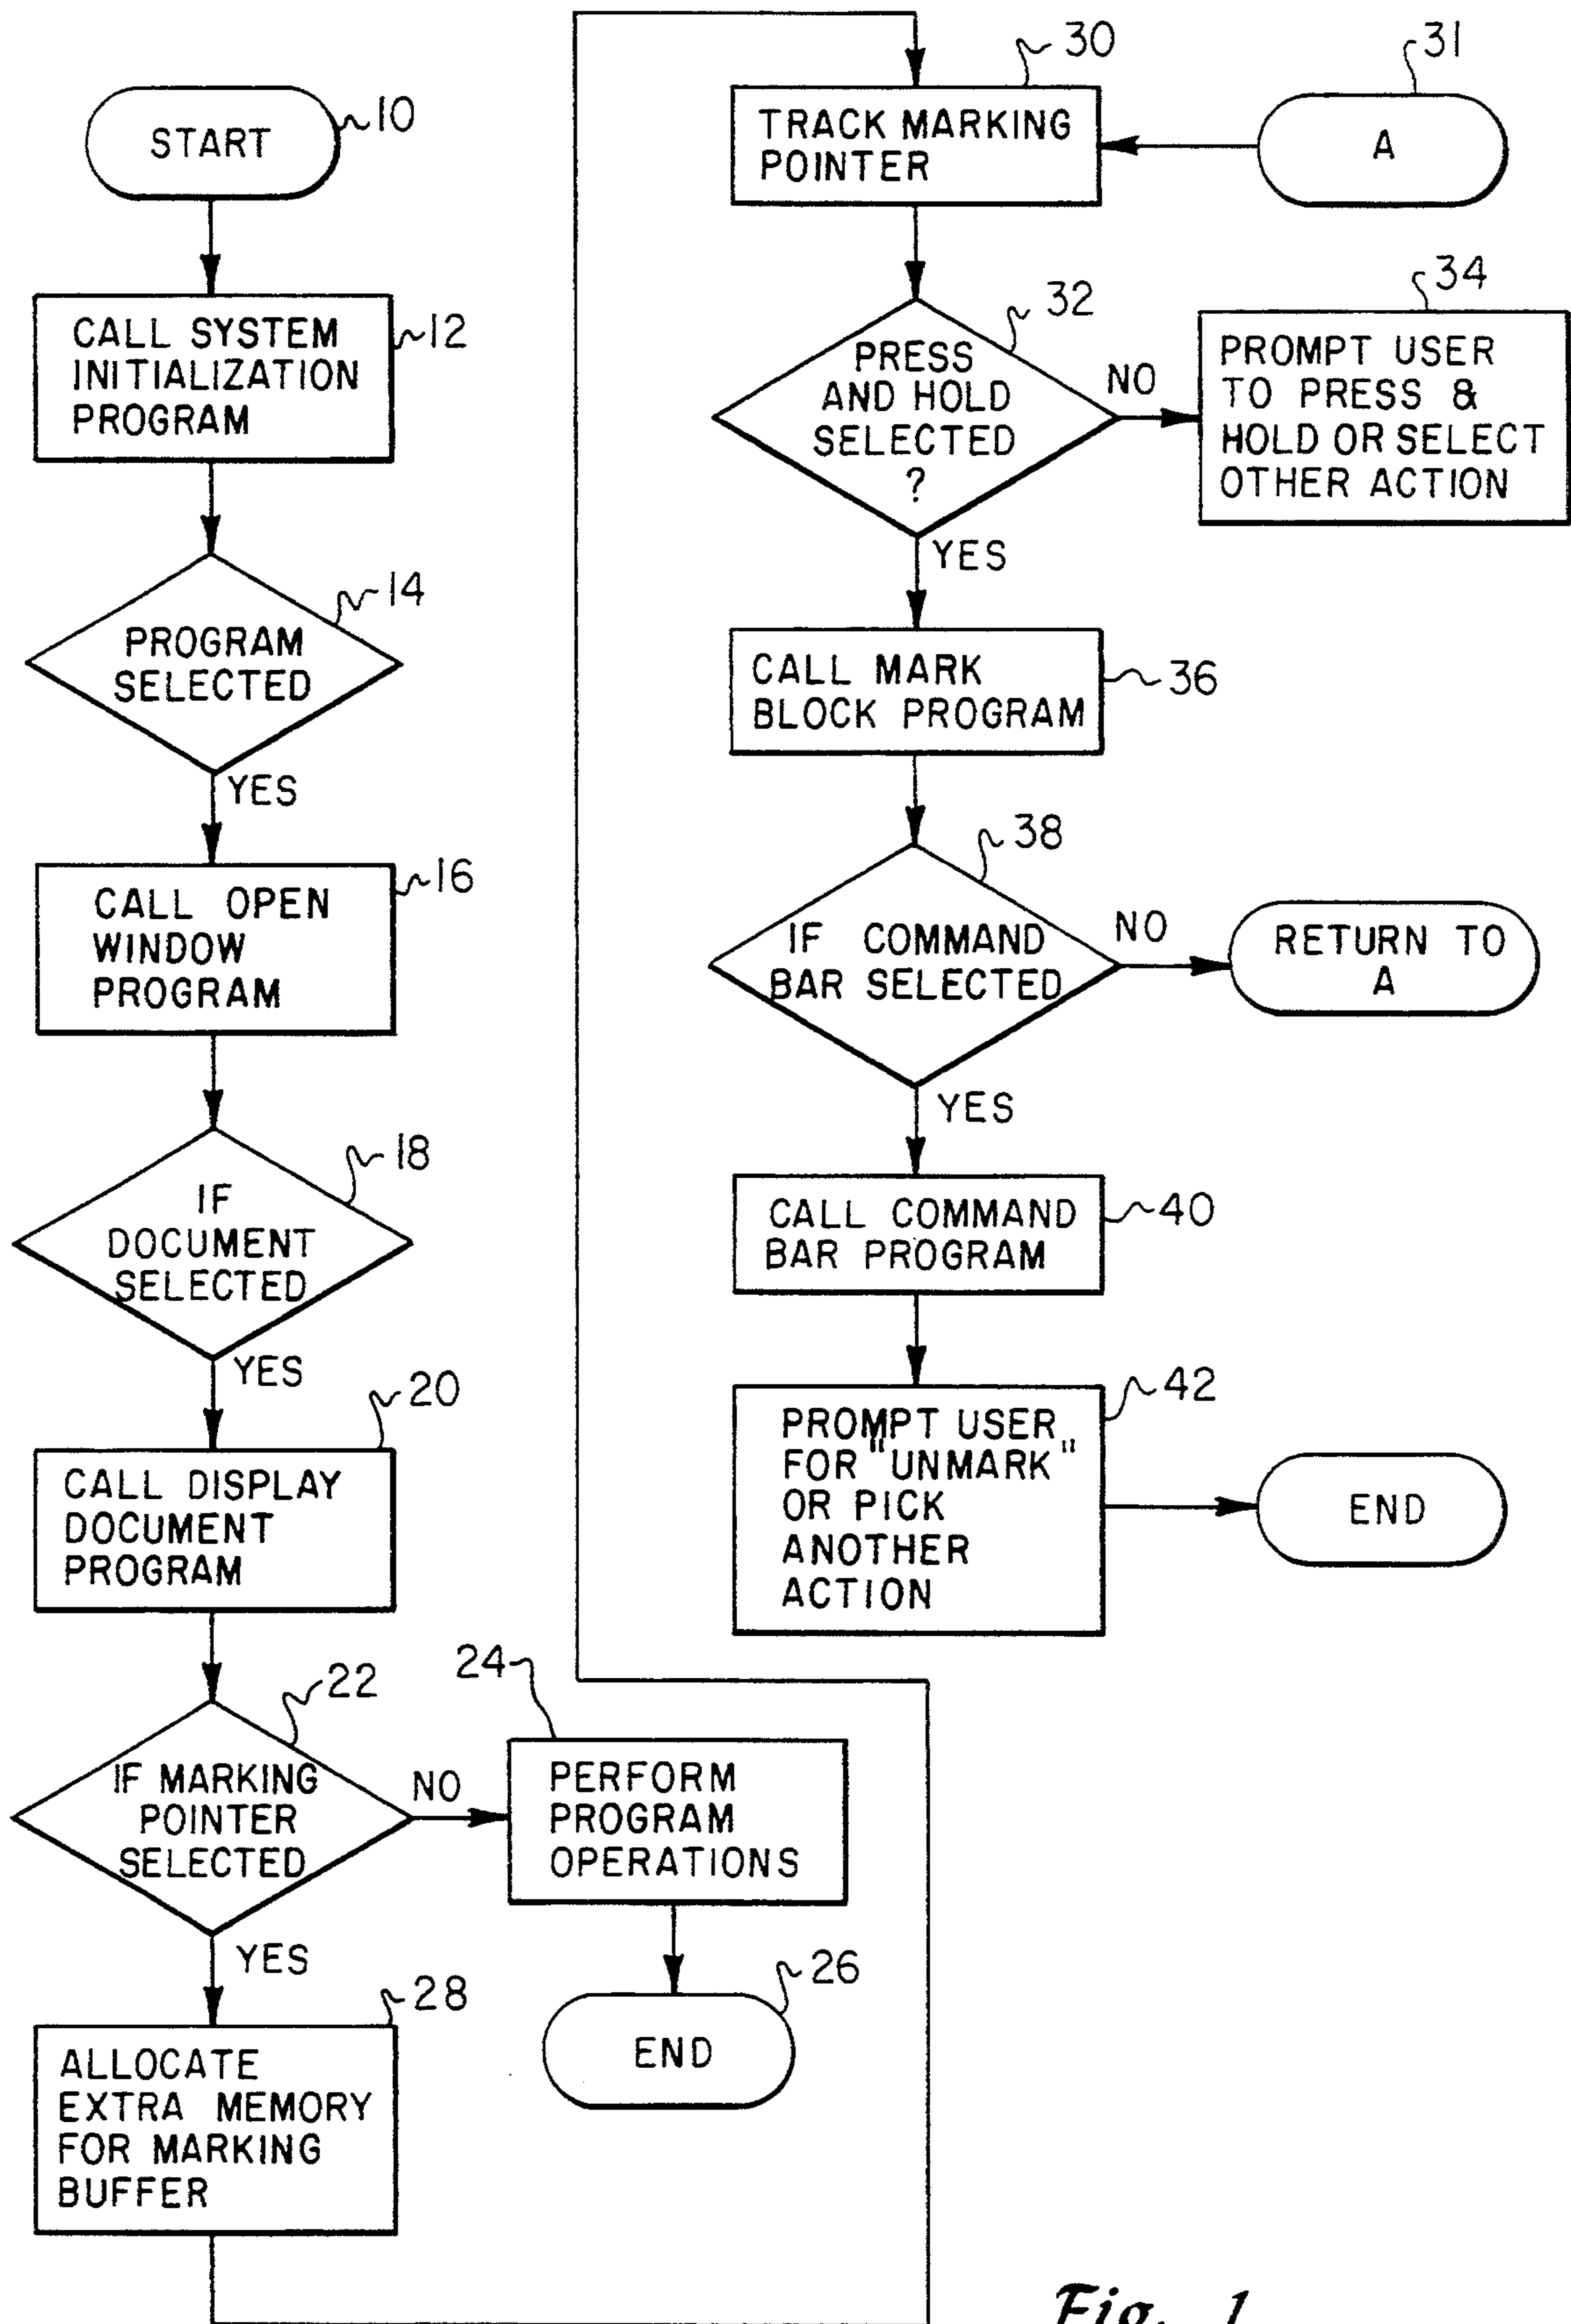 START
10
CALL SYSTEM
INITIALIZATION
PROGRAM
12
PROGRAM
SELECTED
14
YES
CALL OPEN
WINDOW
PROGRAM
16
IF
DOCUMENT
SELECTED
18
YES
CALL DISPLAY
DOCUMENT
PROGRAM
20
IF MARKING
POINTER
SELECTED
22
NO
PERFORM
PROGRAM
OPERATIONS
24
END
26
YES
ALLOCATE
EXTRA MEMORY
FOR MARKING
BUFFER
28
TRACK MARKING
POINTER
30
A
31
PRESS
AND HOLD
SELECTED
?
32
NO
PROMPT USER
TO PRESS &
HOLD OR SELECT
OTHER ACTION
34
YES
CALL MARK
BLOCK PROGRAM
36
IF COMMAND
BAR SELECTED
38
NO
RETURN TO
A
YES
CALL COMMAND
BAR PROGRAM
40
PROMPT USER
FOR "UNMARK"
OR PICK
ANOTHER
ACTION
42
END
Fig. 1